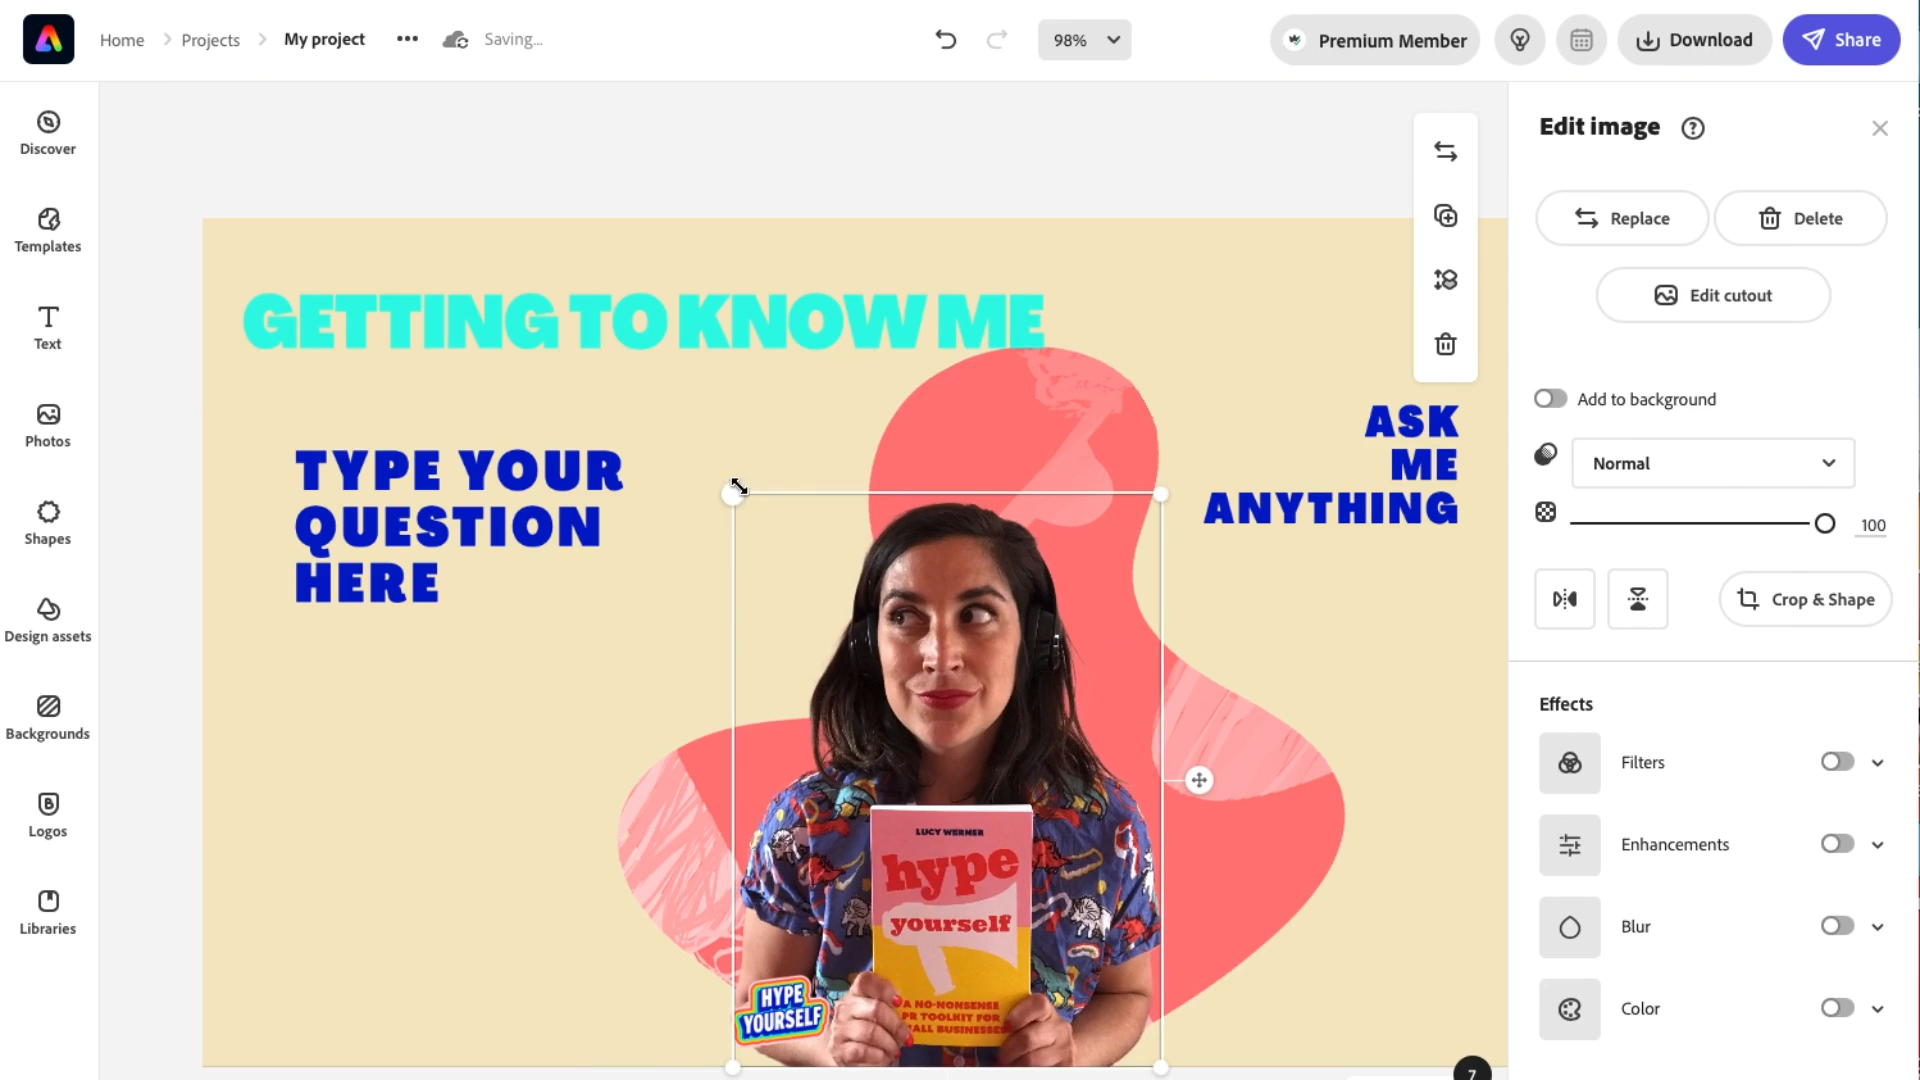 Home
Projects
My project
Saving...
98%
Premium Member
Download
Share
Discover
Templates
Text
Photos
Shapes
Design assets
Backgrounds
Logos
Libraries
GETTING TO KNOW ME
TYPE YOUR
QUESTION
HERE
ASK
ME
ANYTHING
LUCY WERNER
hype
yourself
A NO-NONSENSE
PR TOOLKIT FOR
ALL BUSINESSES
HYPE
YOURSELF
7
Edit image
Replace
Delete
Edit cutout
Add to background
Normal
100
Crop & Shape
Effects
Filters
Enhancements
Blur
Color